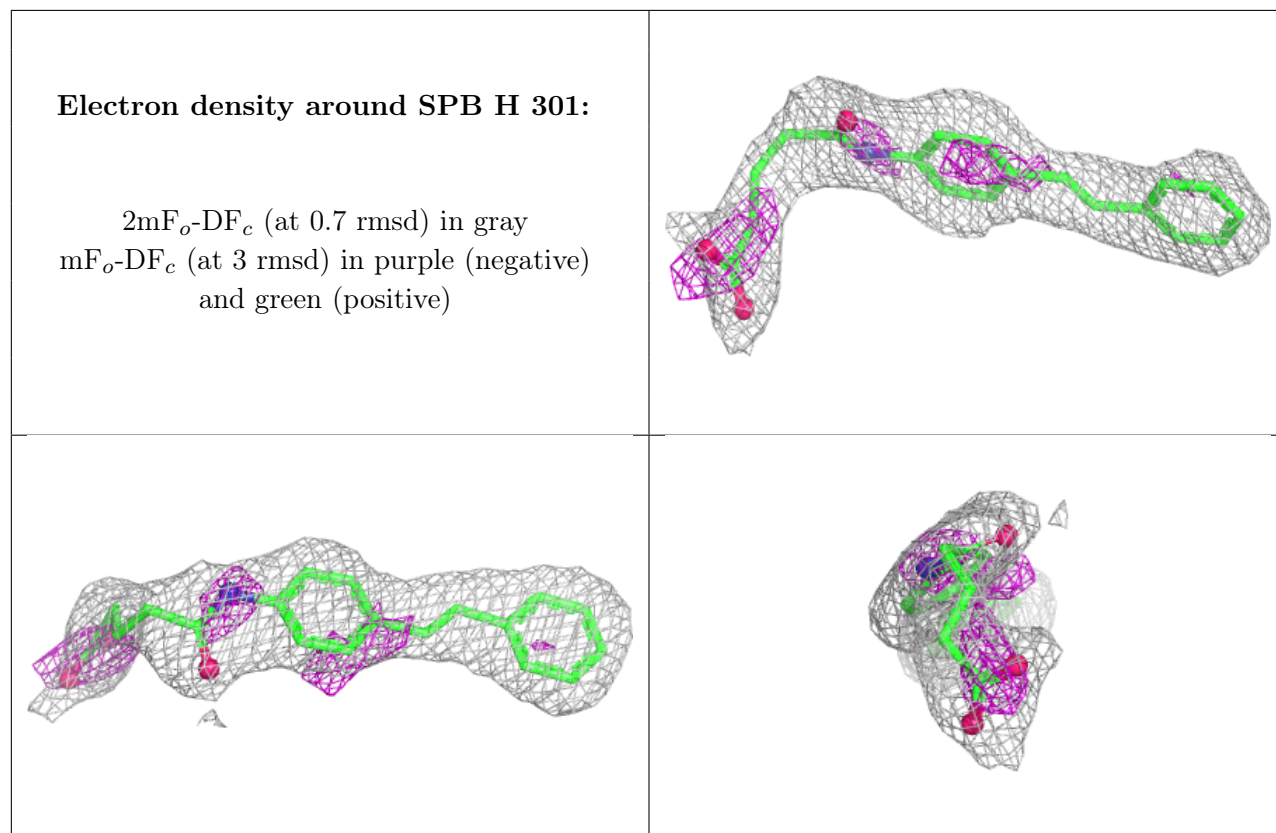 Electron density around SPB H 301:
2mFo-DFc (at 0.7 rmsd) in gray
mFo-DFc (at 3 rmsd) in purple (negative)
and green (positive)